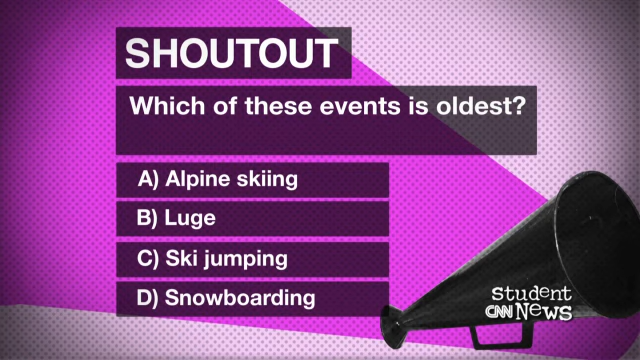 SHOUTOUT
Which of these events is oldest?
A) Alpine skiing
B) Luge
C) Ski jumping
D) Snowboarding
student
CNN News